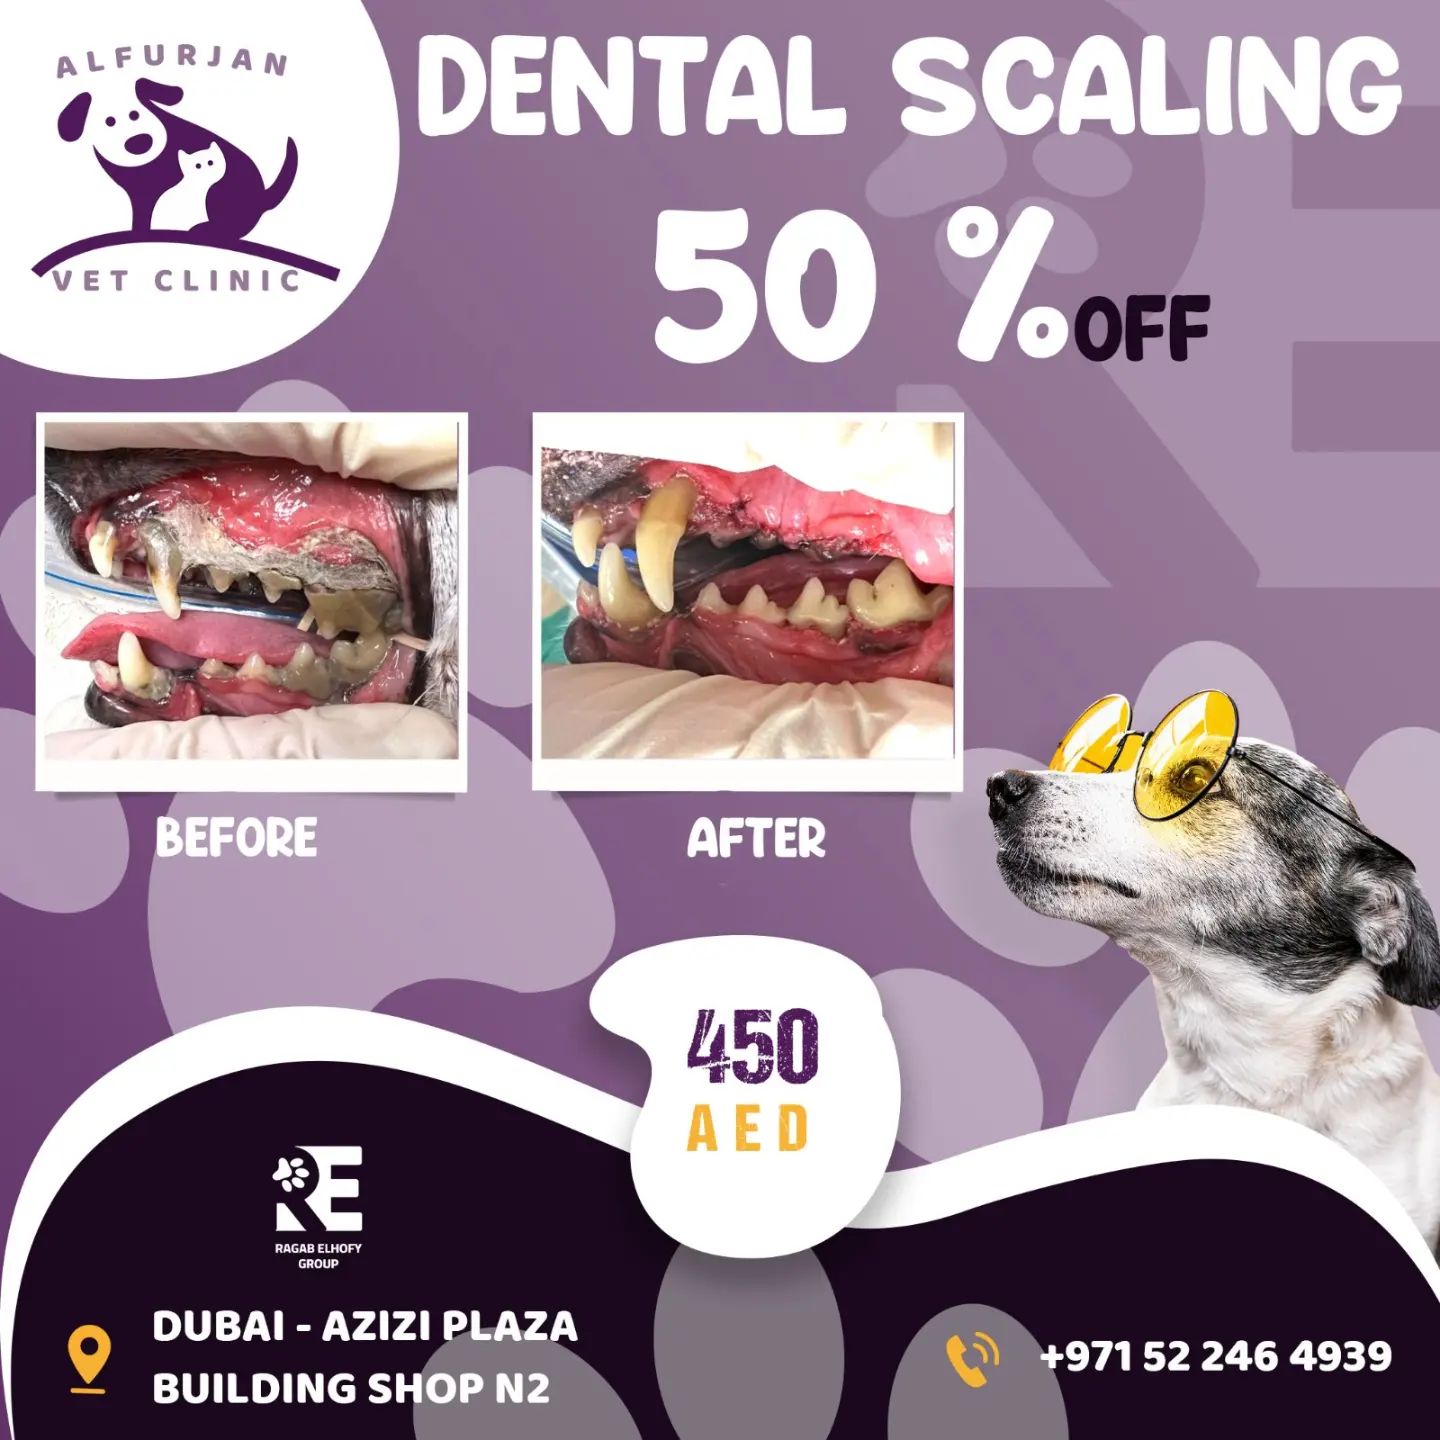 ALFURJAN
VET CLINIC
DENTAL SCALING
50 % OFF
BEFORE
AFTER
450
AED
RE
RAGAB ELHOFY
GROUP
DUBAI - AZIZI PLAZA
BUILDING SHOP N2
+971 52 246 4939